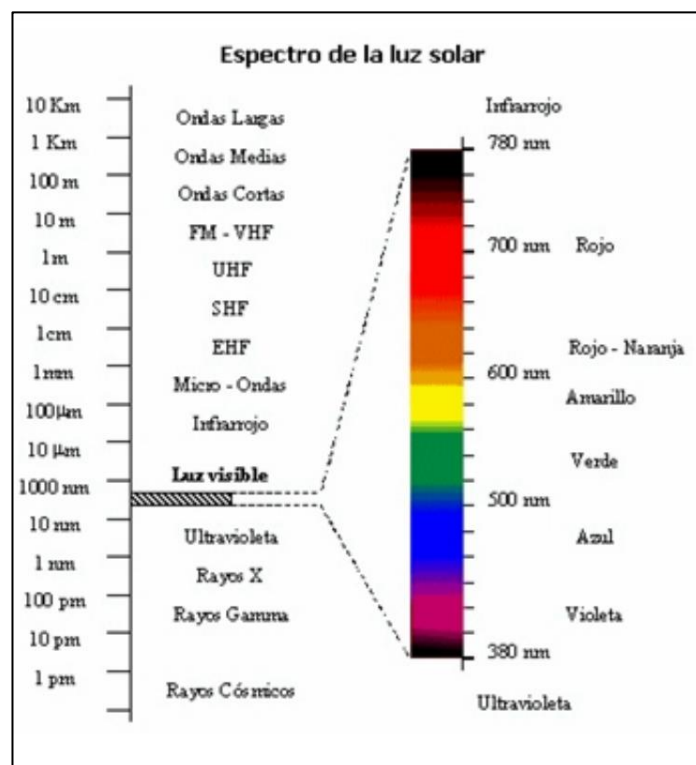 Espectro de la luz solar
10 Km
1 Km
100 m
10 m
1m
10 cm
1cm
1mm
100µm
10 µm
1000 nm
10 nm
1 nm
100 pm
10 pm
1 pm
Ondas Largas
Ondas Medias
Ondas Cortas
FM - VHF
UHF
SHF
EHF
Micro - Ondas
Infrarrojo
Luz visible
Ultravioleta
Rayos X
Rayos Gamma
Rayos Cósmicos
Infrarrojo
780 nm
700 nm
Rojo
Rojo - Naranja
600 nm
Amarillo
Verde
500 nm
Azul
Violeta
380 nm
Ultravioleta